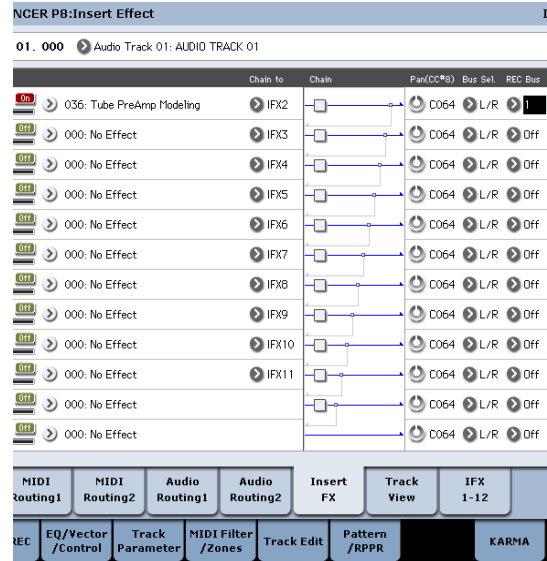 NCER P8:Insert Effect
01. 000 Audio Track 01: AUDIO TRACK 01
Chain to Chain Pan(CC#8) Bus Sel. REC Bus
On 036: Tube PreAmp Modeling IFX2 C064 L/R 1
Off 000: No Effect IFX3 C064 L/R Off
Off 000: No Effect IFX4 C064 L/R Off
Off 000: No Effect IFX5 C064 L/R Off
Off 000: No Effect IFX6 C064 L/R Off
Off 000: No Effect IFX7 C064 L/R Off
Off 000: No Effect IFX8 C064 L/R Off
Off 000: No Effect IFX9 C064 L/R Off
Off 000: No Effect IFX10 C064 L/R Off
Off 000: No Effect IFX11 C064 L/R Off
Off 000: No Effect C064 L/R Off
Off 000: No Effect C064 L/R Off
MIDI Routing1 MIDI Routing2 Audio Routing1 Audio Routing2 Insert FX Track View IFX 1-12
REC EQ/Vector /Control Track Parameter MIDI Filter /Zones Track Edit Pattern /RPPR KARMA